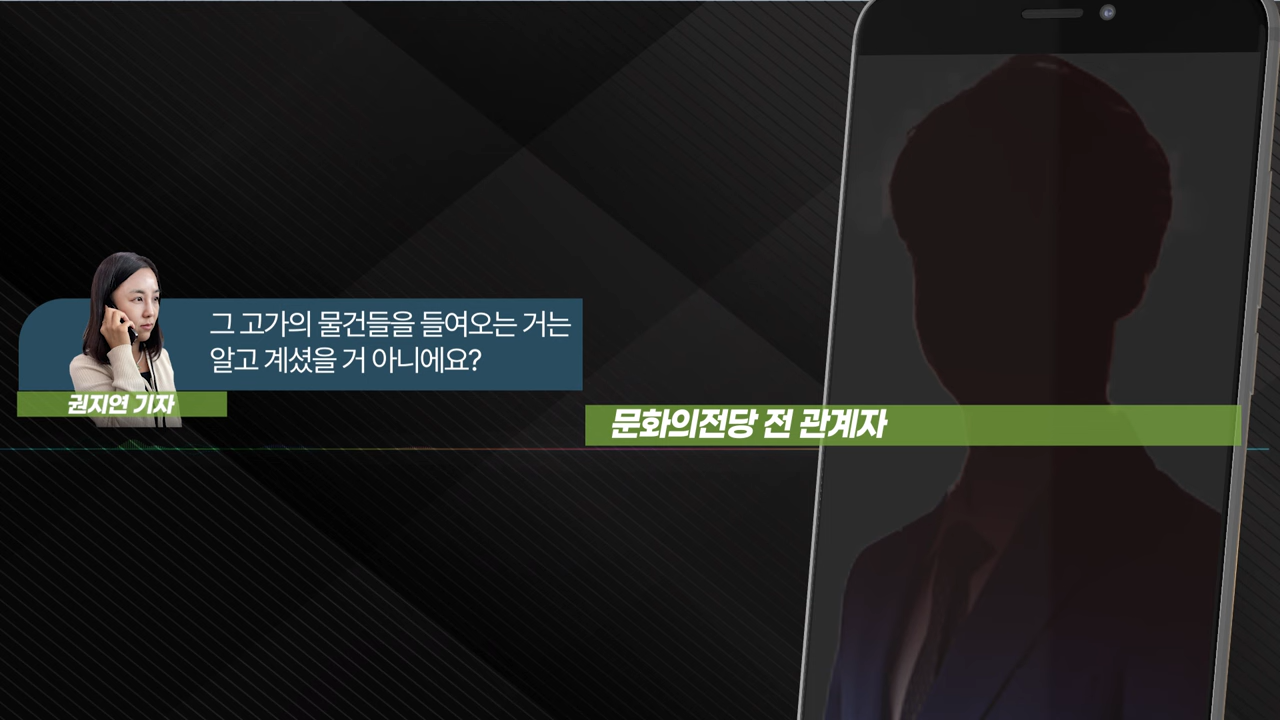 그 고가의 물건들을 들여오는 거는
알고 계셨을 거 아니에요?
권지연 기자
문화의전당 전 관계자